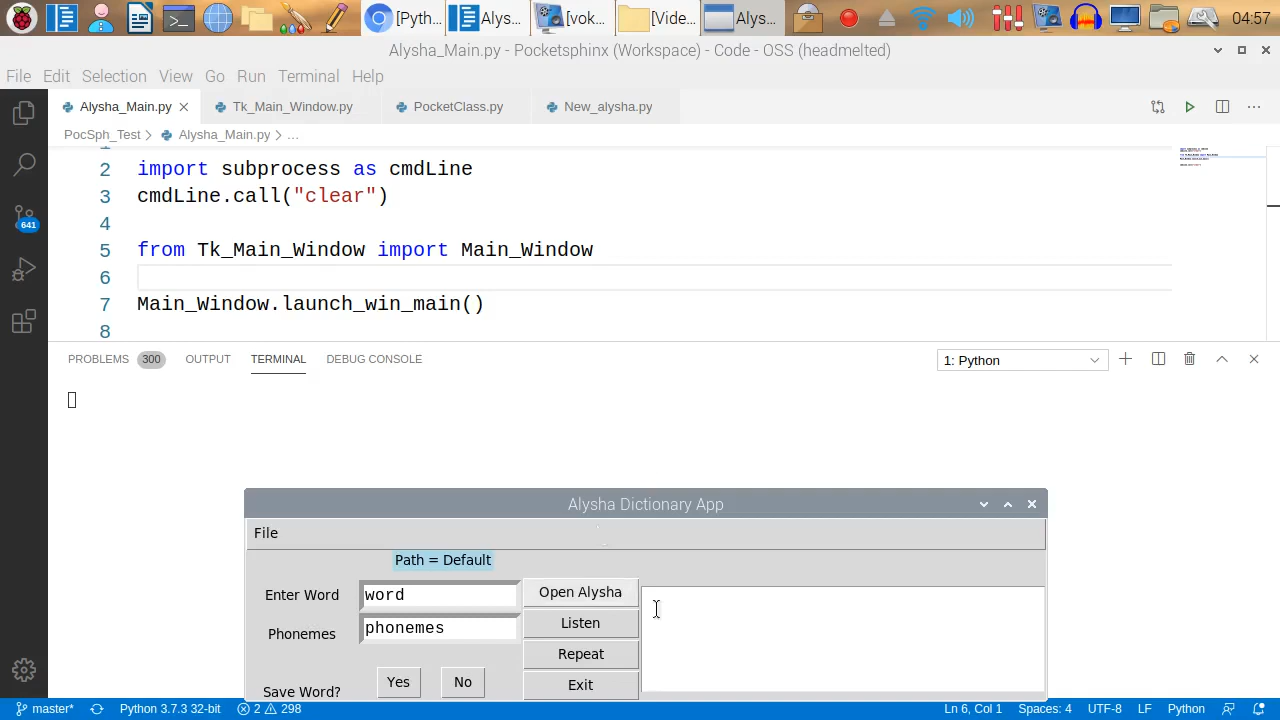 [Pyth... Alys... [vok... [Vide... Alys... 04:57
Alysha_Main.py - Pocketsphinx (Workspace) - Code - OSS (headmelted)
File Edit Selection View Go Run Terminal Help
Alysha_Main.py Tk_Main_Window.py PocketClass.py New_alysha.py
PocSph_Test > Alysha_Main.py > ...
2 import subprocess as cmdLine
3 cmdLine.call("clear")
4
5 from Tk_Main_Window import Main_Window
6
7 Main_Window.launch_win_main()
8
641
PROBLEMS 300 OUTPUT TERMINAL DEBUG CONSOLE 1: Python
Alysha Dictionary App
File
Path = Default
Enter Word word Open Alysha
Phonemes phonemes Listen
Repeat
Save Word? Yes No Exit
master* Python 3.7.3 32-bit 2 298 Ln 6, Col 1 Spaces: 4 UTF-8 LF Python